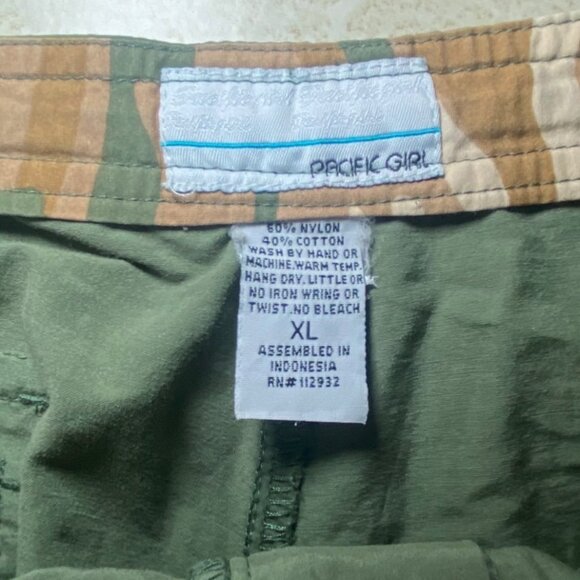 PACIFIC GIRL
60% NYLON
40% COTTON
WASH BY HAND OR
MACHINE.WARM TEMP.
HANG DRY. LITTLE OR
NO IRON WRING OR
TWIST.NO BLEACH
XL
ASSEMBLED IN
INDONESIA
RN#112932